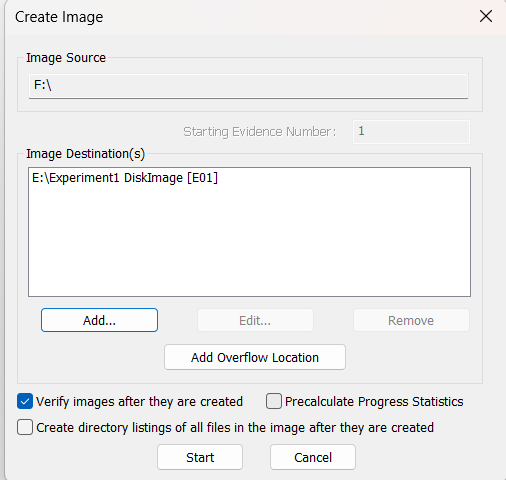 Create Image
Image Source
F:\
Starting Evidence Number: 1
Image Destination(s)
E:\Experiment1 DiskImage [E01]
Add... Edit... Remove
Add Overflow Location
Verify images after they are created Precalculate Progress Statistics
Create directory listings of all files in the image after they are created
Start Cancel